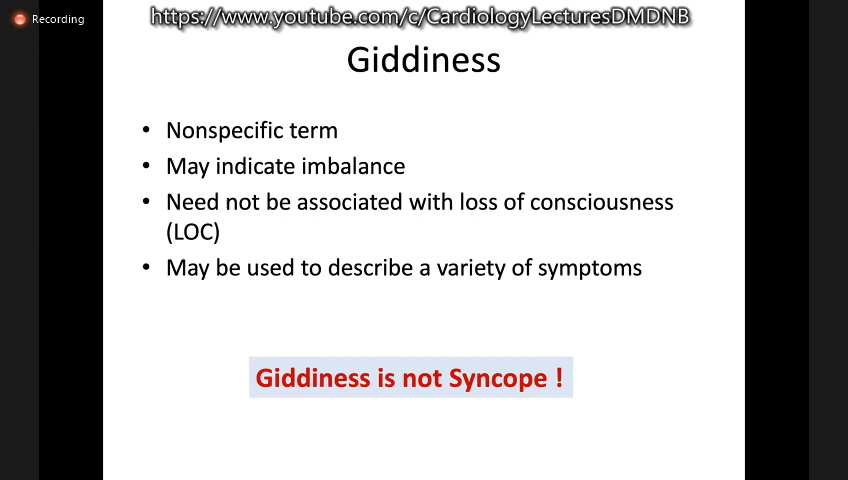 Recording
https://www.youtube.com/c/CardiologyLecturesDMDNB
Giddiness
• Nonspecific term
• May indicate imbalance
• Need not be associated with loss of consciousness
(LOC)
• May be used to describe a variety of symptoms
Giddiness is not Syncope !